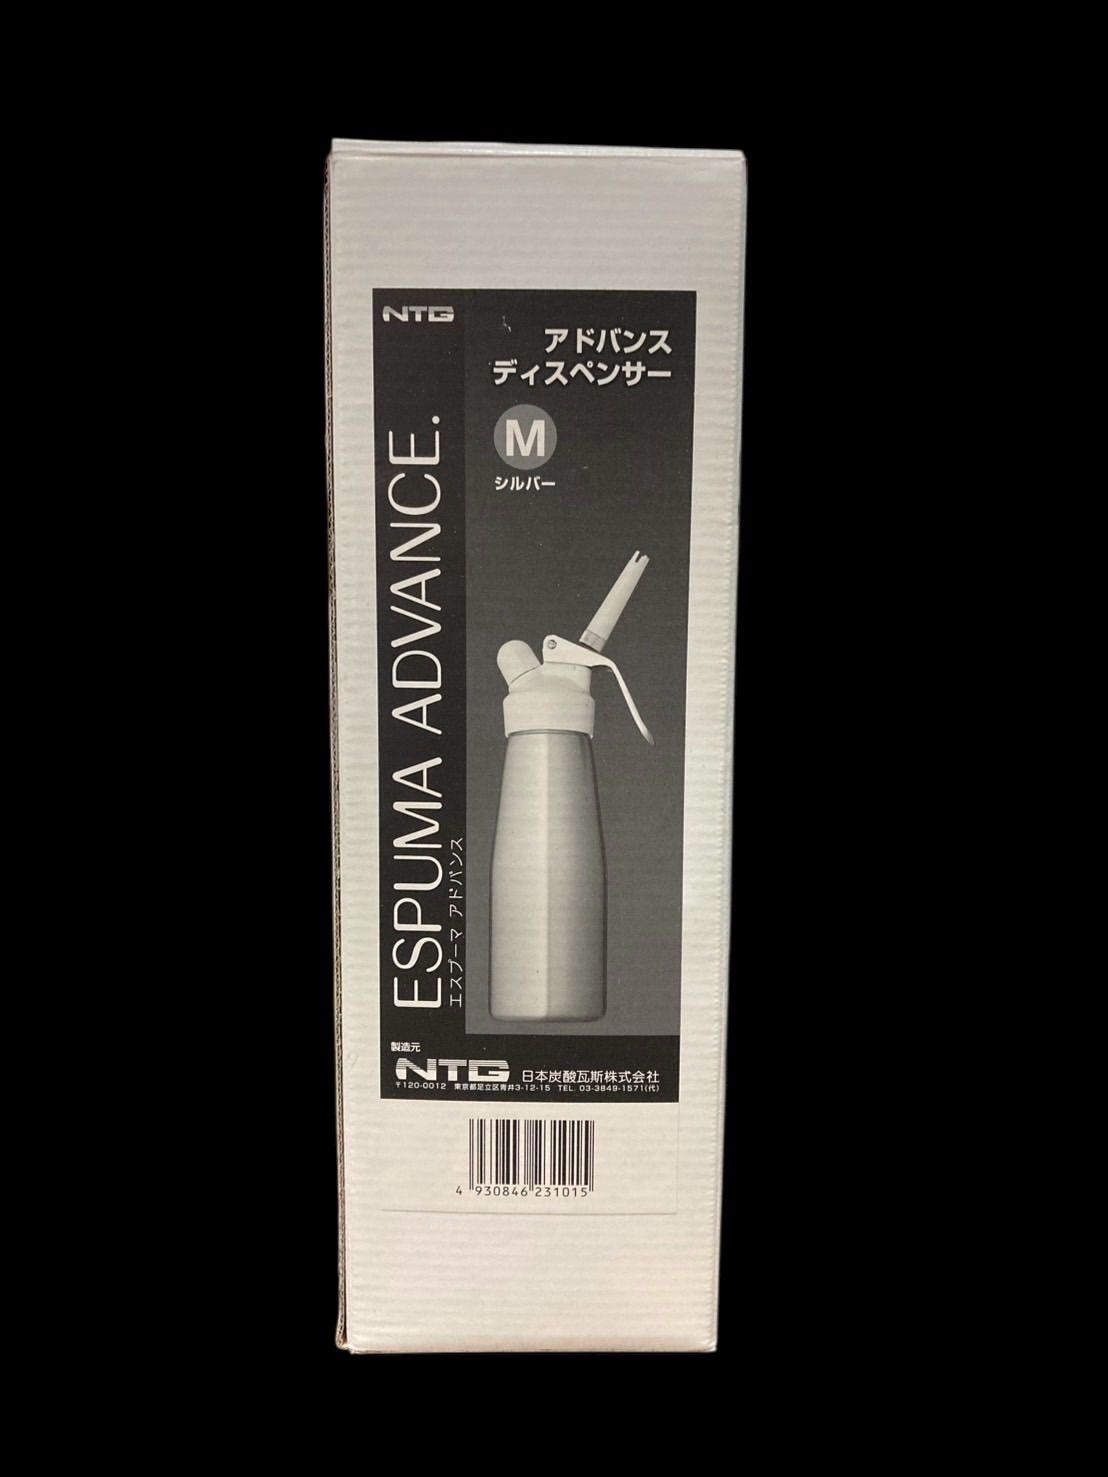 NTG
アドバンス
ディスペンサー
M
シルバー
ESPUMA ADVANCE.
エスプーマ アドバンス
製造元
NTG 日本炭酸瓦斯株式会社
〒120-0012 東京都足立区青井3-12-15 TEL 03-3849-1571(代)
4 930846 231015